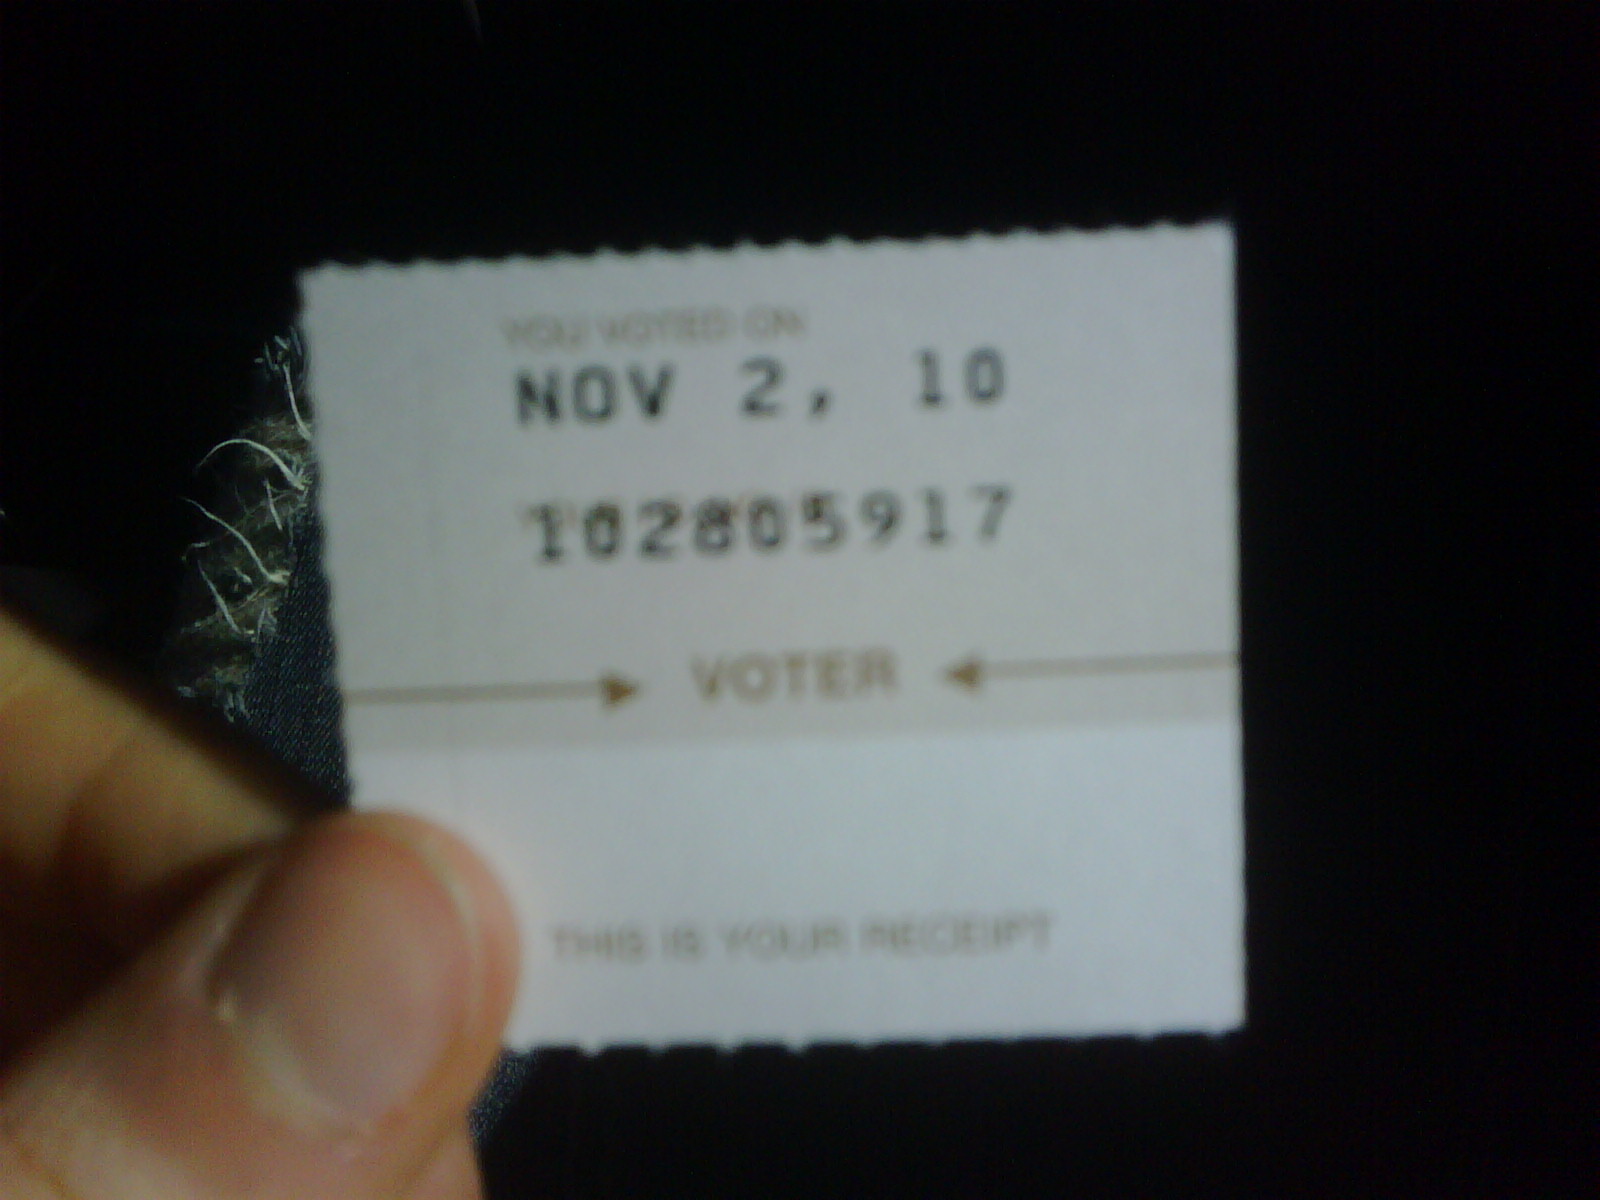 YOU VOTED ON
NOV 2, 10
102805917
VOTER
THIS IS YOUR RECEIPT